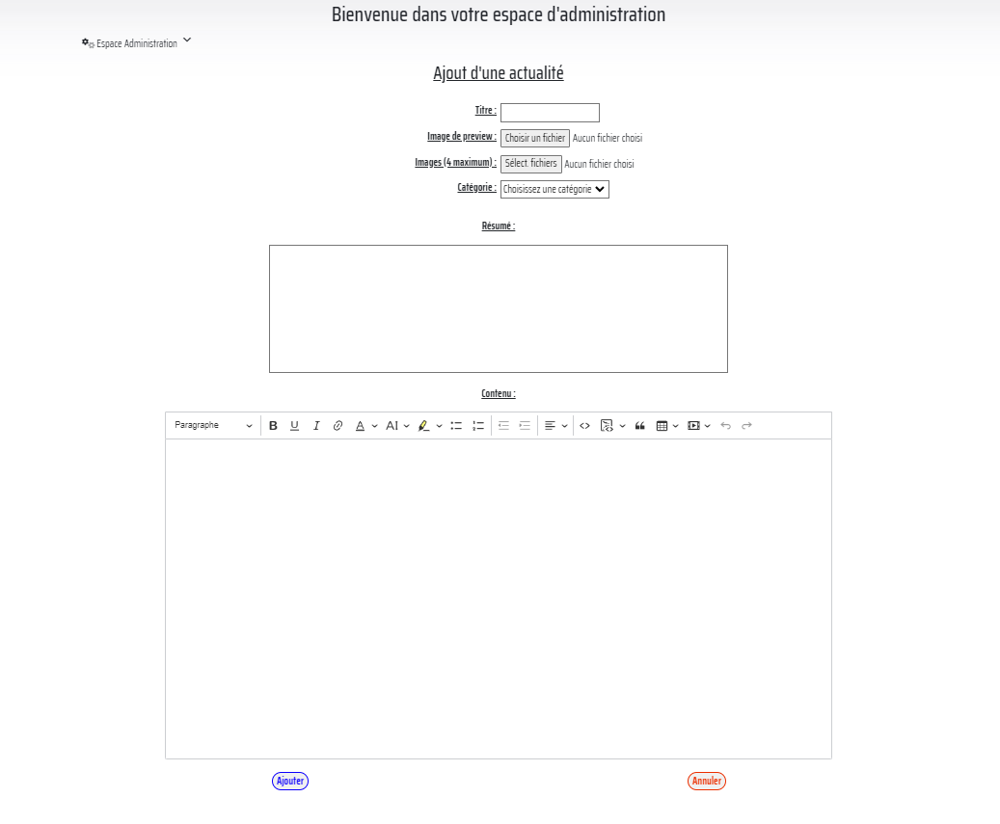 Bienvenue dans votre espace d'administration
Espace Administration
Ajout d'une actualité
Titre :
Image de preview : Choisir un fichier Aucun fichier choisi
Images (4 maximum) : Sélect. fichiers Aucun fichier choisi
Catégorie : Choisissez une catégorie
Résumé :
Contenu :
Paragraphe B U I A AI
Ajouter Annuler